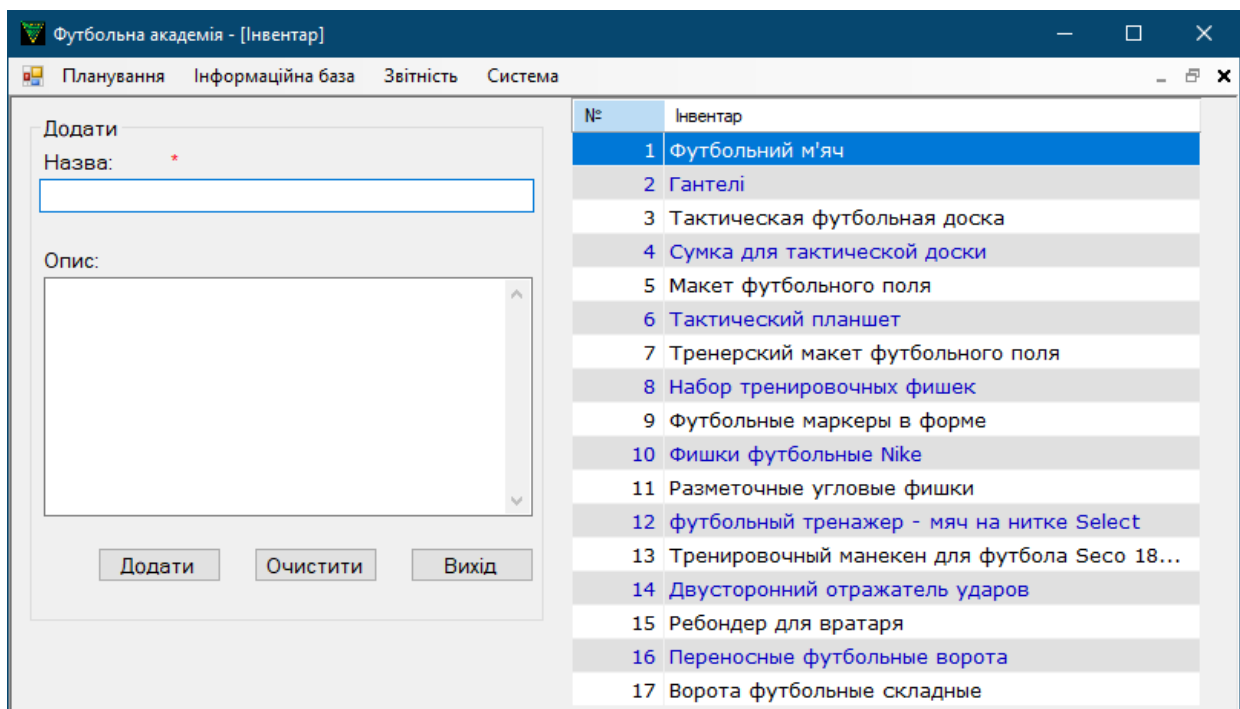 Футбольна академія - [Інвентар]
Планування Інформаційна база Звітність Система
Додати
Назва: *
Опис:
Додати Очистити Вихід
№ Інвентар
1 Футбольний м'яч
2 Гантелі
3 Тактическая футбольная доска
4 Сумка для тактической доски
5 Макет футбольного поля
6 Тактический планшет
7 Тренерский макет футбольного поля
8 Набор тренировочных фишек
9 Футбольные маркеры в форме
10 Фишки футбольные Nike
11 Разметочные угловые фишки
12 футбольный тренажер - мяч на нитке Select
13 Тренировочный манекен для футбола Seco 18...
14 Двусторонний отражатель ударов
15 Ребондер для вратаря
16 Переносные футбольные ворота
17 Ворота футбольные складные